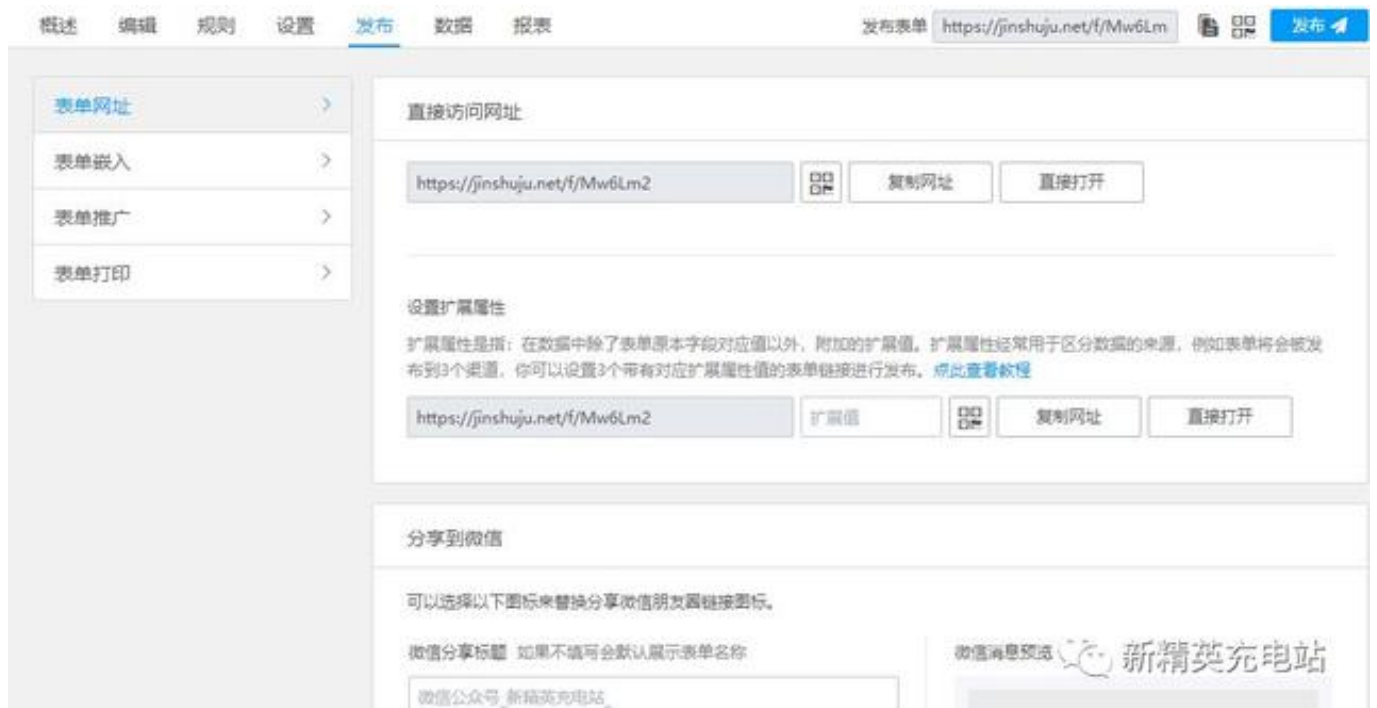 概述 编辑 规则 设置 发布 数据 报表 发布表单 https://jinshuju.net/f/Mw6Lm 发布
表单网址
表单嵌入
表单推广
表单打印
直接访问网址
https://jinshuju.net/f/Mw6Lm2 复制网址 直接打开
设置扩展属性
扩展属性是指：在数据中除了表单原本字段对应值以外，附加的扩展值。扩展属性经常用于区分数据的来源，例如表单将会被发
布到3个渠道，你可以设置3个带有对应扩展属性值的表单链接进行发布。点此查看教程
https://jinshuju.net/f/Mw6Lm2 扩展值 复制网址 直接打开
分享到微信
可以选择以下图标来替换分享微信朋友圈链接图标。
微信分享标题 如果不填写会默认展示表单名称
微信公众号_新精英充电站_
微信消息预览
新精英充电站